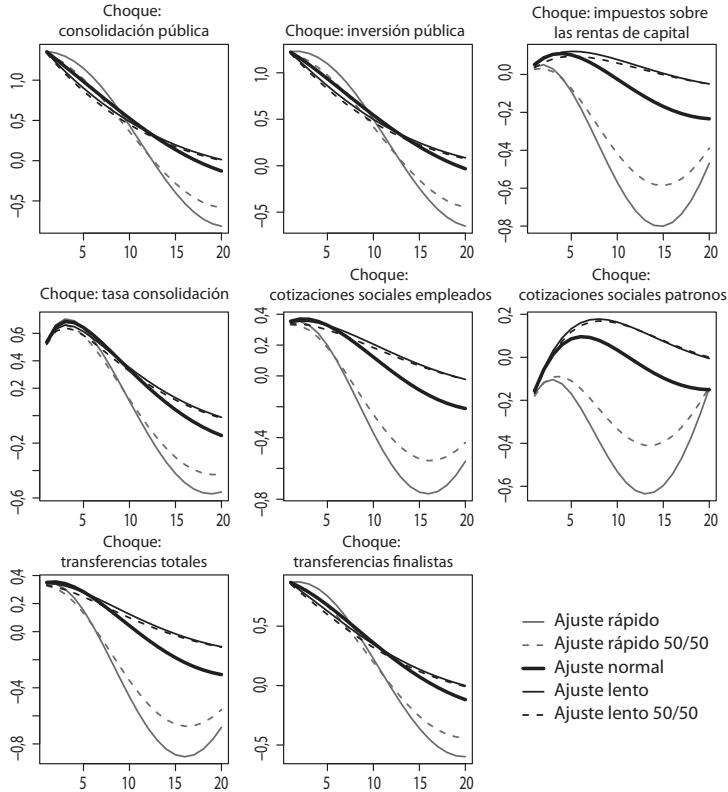 Choque:
consolidación pública
1,0
0,5
0,0
−0,5
5 10 15 20
Choque: inversión pública
1,0
0,5
0,0
−0,5
5 10 15 20
Choque: impuestos sobre
las rentas de capital
0,
−0,2
−0,4
−0,6
−0,8
5 10 15 20
Choque: tasa consolidación
0,6,
0,4
0,2
−0,2
−0,6
5 10 15 20
Choque:
cotizaciones sociales empleados
0,4
0,2
0,0
−0,4
−0,8
5 10 15 20
Choque:
cotizaciones sociales patronos
0,2
0,0
−0,2
−0,4
−0,6
5 10 15 20
Choque:
transferencias totales
0,4
0,2
0,0
−0,4
−0,8
5 10 15 20
Choque:
transferencias finalistas
0,5
0,0
−0,5
5 10 15 20
Ajuste rápido
Ajuste rápido 50/50
Ajuste normal
Ajuste lento
Ajuste lento 50/50